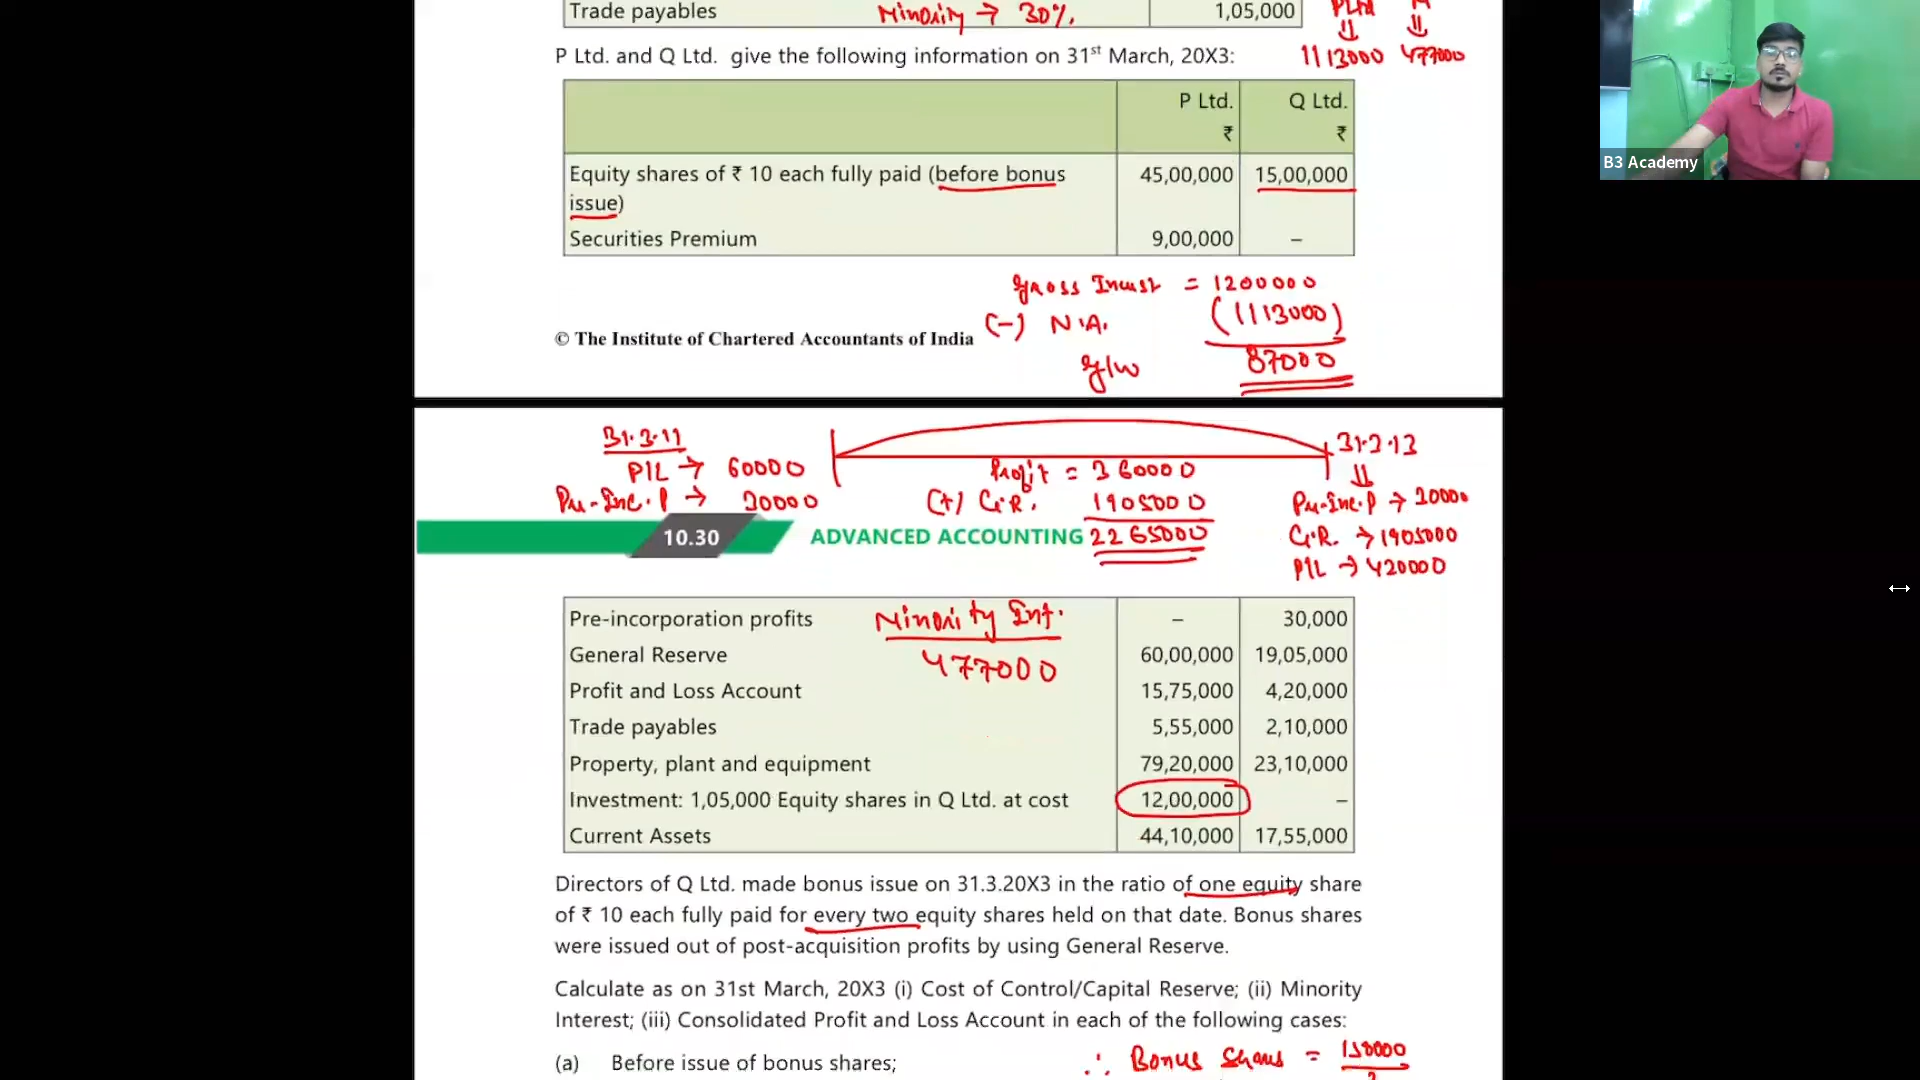 Trade payables Minority → 30% 1,05,000
P Ltd. and Q Ltd. give the following information on 31st March, 20X3: 1113000 477000
P Ltd. Q Ltd.
₹ ₹
Equity shares of ₹ 10 each fully paid (before bonus 45,00,000 15,00,000
issue)
Securities Premium 9,00,000 –
Gross Invest = 1200000
(-) N.A. (1113000)
© The Institute of Chartered Accountants of India
g/w 87000
31.3.11 31.3.13
P/L → 60000 Profit = 360000
Pre-Inc.P → 30000 (+) G.R. 1905000 Pre-Inc.P → 30000
10.30 ADVANCED ACCOUNTING 2265000 G.R. → 1905000
P/L → 420000
Pre-incorporation profits Minority Int. – 30,000
General Reserve 477000 60,00,000 19,05,000
Profit and Loss Account 15,75,000 4,20,000
Trade payables 5,55,000 2,10,000
Property, plant and equipment 79,20,000 23,10,000
Investment: 1,05,000 Equity shares in Q Ltd. at cost 12,00,000 –
Current Assets 44,10,000 17,55,000
Directors of Q Ltd. made bonus issue on 31.3.20X3 in the ratio of one equity share
of ₹ 10 each fully paid for every two equity shares held on that date. Bonus shares
were issued out of post-acquisition profits by using General Reserve.
Calculate as on 31st March, 20X3 (i) Cost of Control/Capital Reserve; (ii) Minority
Interest; (iii) Consolidated Profit and Loss Account in each of the following cases:
(a) Before issue of bonus shares; ∴ Bonus Shares = 150000
B3 Academy